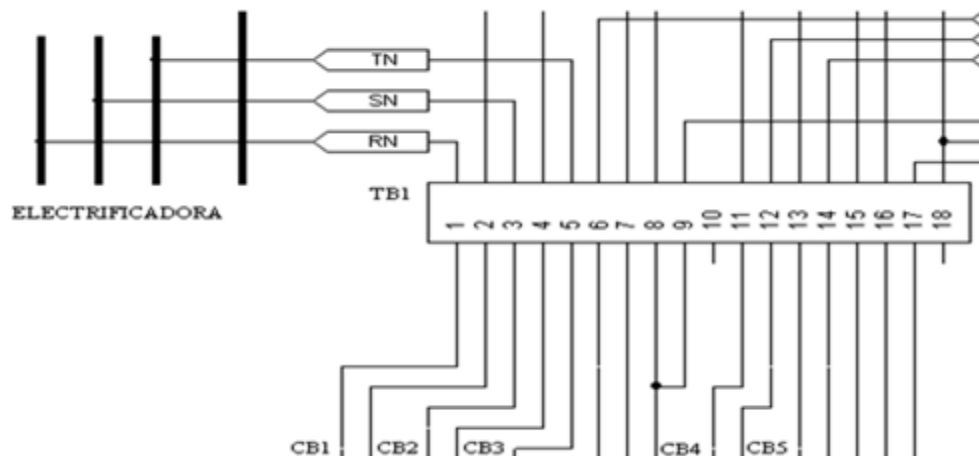 TN
SN
RN
TB1
ELECTRIFICADORA
1 2 3 4 5 6 7 8 9 10 11 12 13 14 15 16 17 18
CB1 CB2 CB3 CB4 CB5